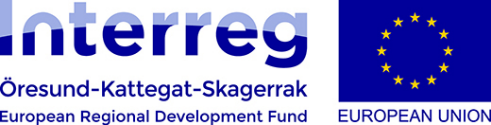 Interreg
Öresund-Kattegat-Skagerrak
European Regional Development Fund
EUROPEAN UNION